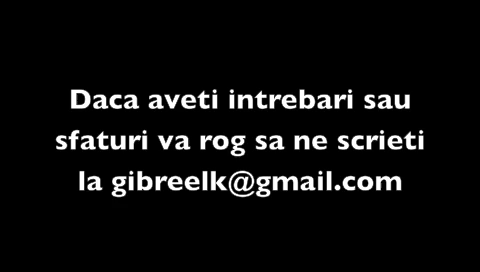 Daca aveti intrebari sau
sfaturi va rog sa ne scrieti
la gibreelk@gmail.com